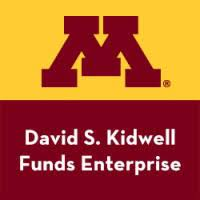 M®
David S. Kidwell
Funds Enterprise